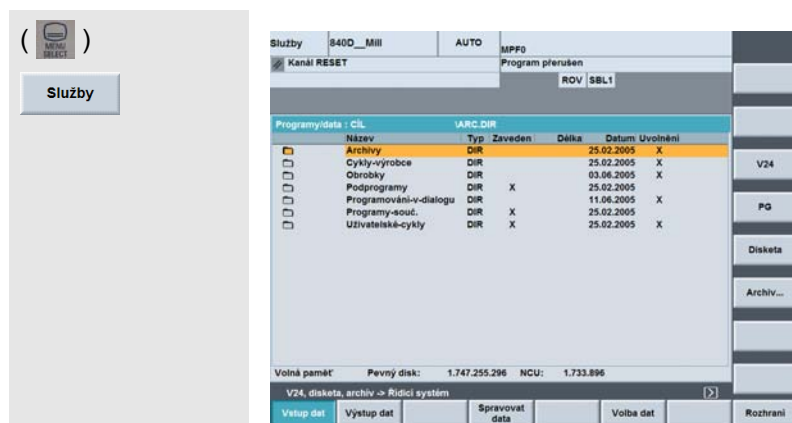 ( MENU SELECT )
Služby
Služby 840D__Mill AUTO MPF0
Kanál RESET Program přerušen
ROV SBL1
Programy/data : CÍL \ARC.DIR
Název Typ Zaveden Délka Datum Uvolnění
Archivy DIR 25.02.2005 X
Cykly-výrobce DIR 25.02.2005 X
Obrobky DIR 03.06.2005 X
Podprogramy DIR X 25.02.2005
Programování-v-dialogu DIR 11.06.2005 X
Programy-souč. DIR X 25.02.2005
Uživatelské-cykly DIR X 25.02.2005 X
V24
PG
Disketa
Archiv...
Volná paměť Pevný disk: 1.747.255.296 NCU: 1.733.896
V24, disketa, archiv -> Řídicí systém
Vstup dat Výstup dat Spravovat data Volba dat Rozhraní